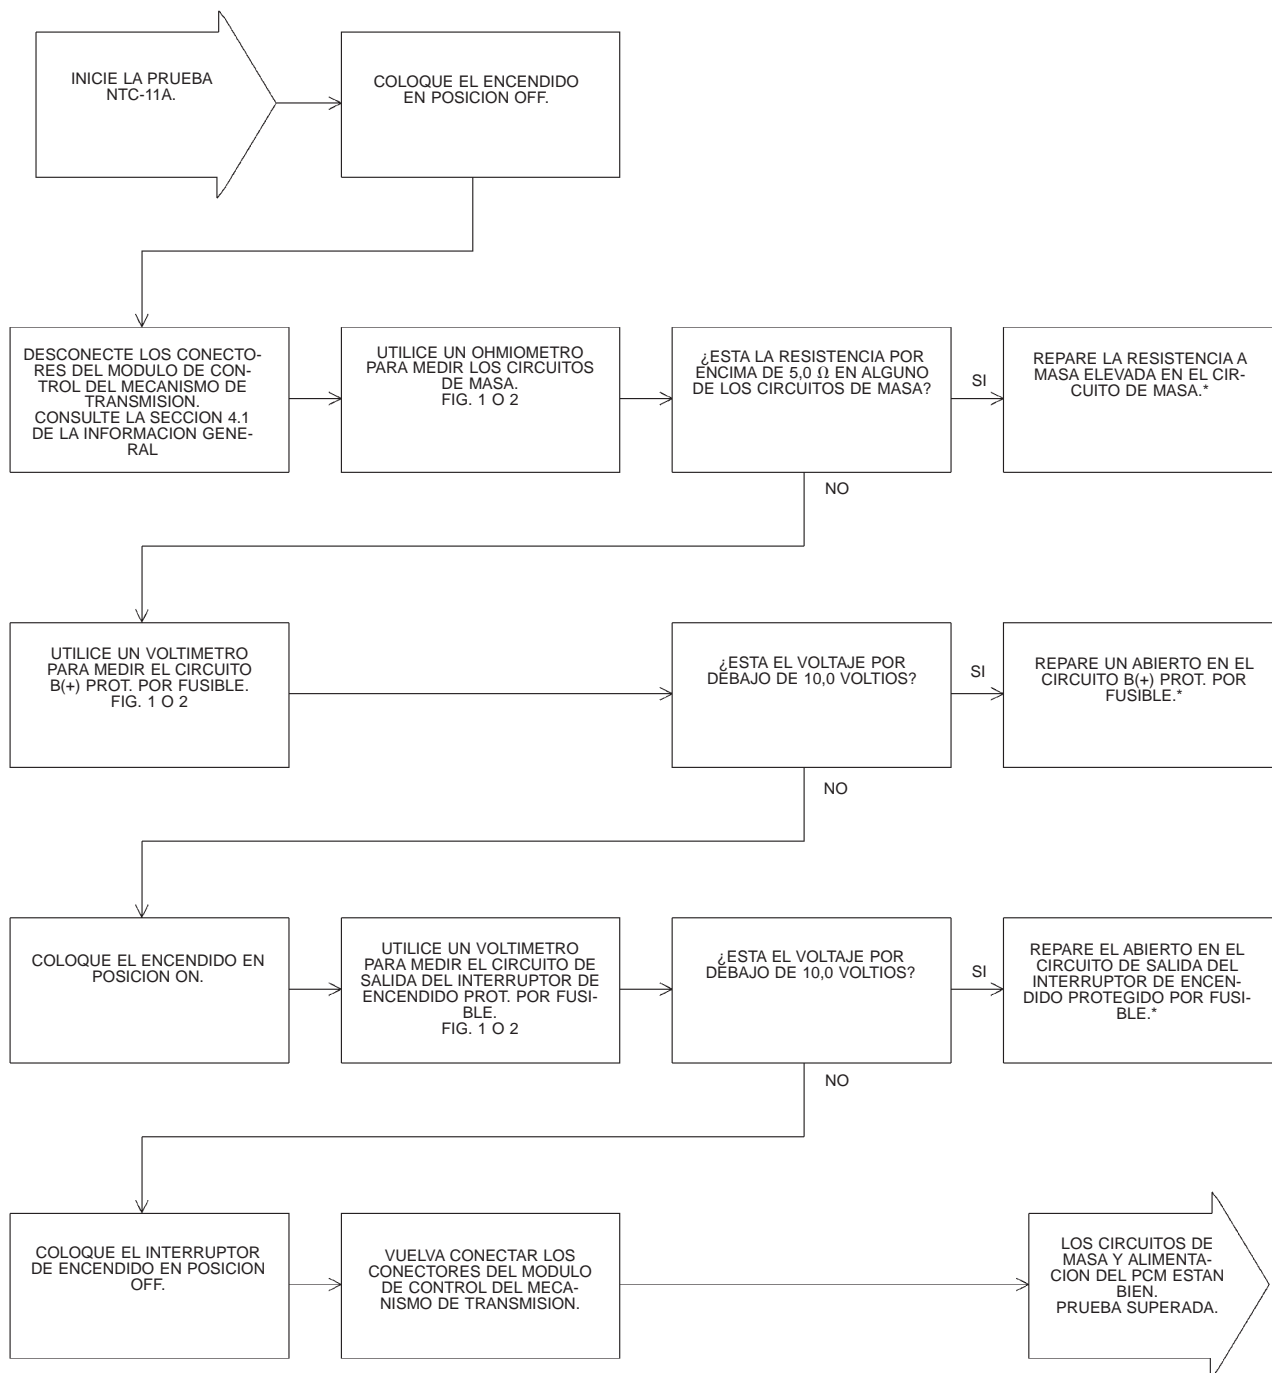 INICIE LA PRUEBA
NTC-11A.
COLOQUE EL ENCENDIDO
EN POSICION OFF.
DESCONECTE LOS CONECTO-
RES DEL MODULO DE CON-
TROL DEL MECANISMO DE
TRANSMISION.
CONSULTE LA SECCION 4.1
DE LA INFORMACION GENE-
RAL
UTILICE UN OHMIOMETRO
PARA MEDIR LOS CIRCUITOS
DE MASA.
FIG. 1 O 2
¿ESTA LA RESISTENCIA POR
ENCIMA DE 5,0 Ω EN ALGUNO
DE LOS CIRCUITOS DE MASA?
SI
REPARE LA RESISTENCIA A
MASA ELEVADA EN EL CIR-
CUITO DE MASA.*
NO
UTILICE UN VOLTIMETRO
PARA MEDIR EL CIRCUITO
B(+) PROT. POR FUSIBLE.
FIG. 1 O 2
¿ESTA EL VOLTAJE POR
DEBAJO DE 10,0 VOLTIOS?
SI
REPARE UN ABIERTO EN EL
CIRCUITO B(+) PROT. POR
FUSIBLE.*
NO
COLOQUE EL ENCENDIDO EN
POSICION ON.
UTILICE UN VOLTIMETRO
PARA MEDIR EL CIRCUITO DE
SALIDA DEL INTERRUPTOR DE
ENCENDIDO PROT. POR FUSI-
BLE.
FIG. 1 O 2
¿ESTA EL VOLTAJE POR
DEBAJO DE 10,0 VOLTIOS?
SI
REPARE EL ABIERTO EN EL
CIRCUITO DE SALIDA DEL
INTERRUPTOR DE ENCEN-
DIDO PROTEGIDO POR FUSI-
BLE.*
NO
COLOQUE EL INTERRUPTOR
DE ENCENDIDO EN POSICION
OFF.
VUELVA CONECTAR LOS
CONECTORES DEL MODULO
DE CONTROL DEL MECA-
NISMO DE TRANSMISION.
LOS CIRCUITOS DE
MASA Y ALIMENTA-
CION DEL PCM ESTAN
BIEN.
PRUEBA SUPERADA.